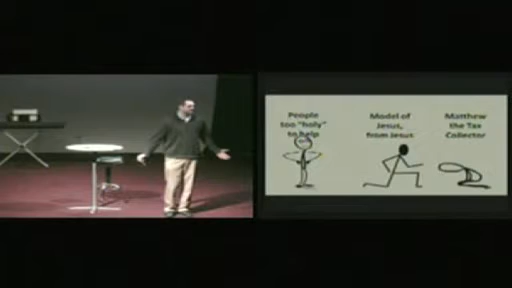 People
too "holy"
to help
Model of
Jesus,
from Jesus
Matthew
the Tax
Collector